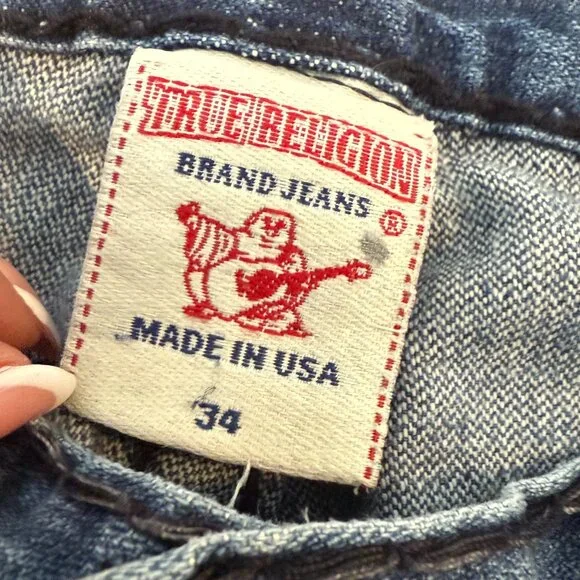 TRUE RELIGION
BRAND JEANS
®
MADE IN USA
34